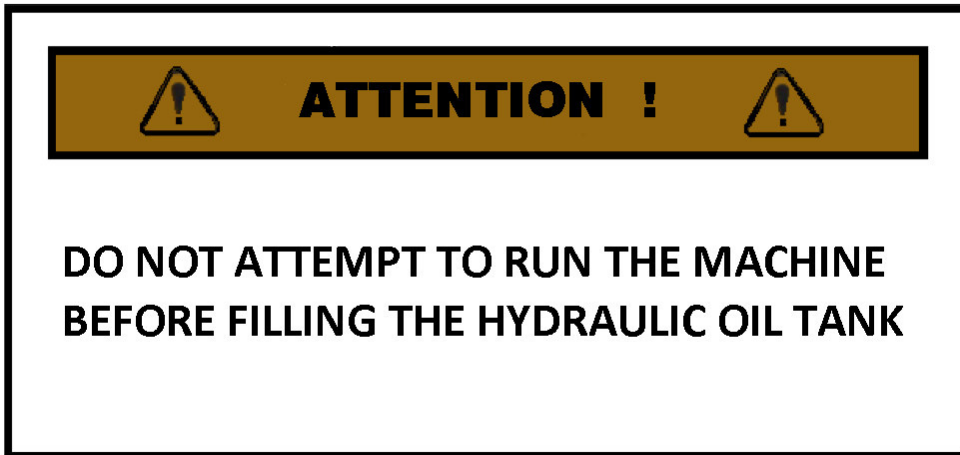 ATTENTION !
DO NOT ATTEMPT TO RUN THE MACHINE
BEFORE FILLING THE HYDRAULIC OIL TANK